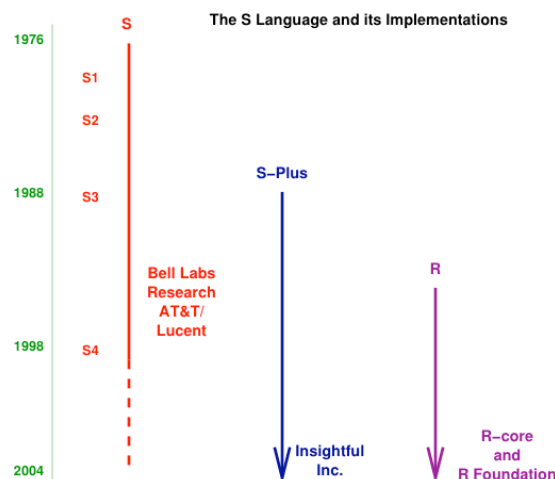 The S Language and its Implementations
S
1976
S1
S2
S−Plus
1988
S3
R
Bell Labs
Research
AT&T/
Lucent
1998
S4
Insightful
Inc.
R−core
and
R Foundation
2004